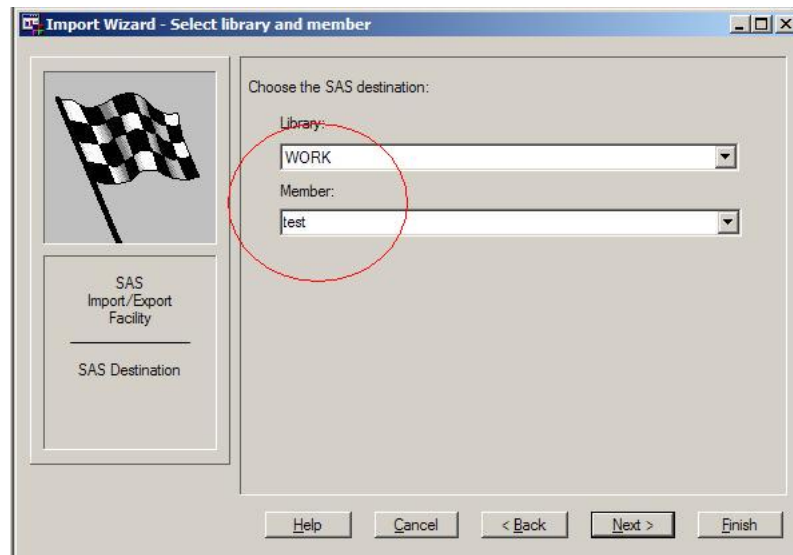 Import Wizard - Select library and member
Choose the SAS destination:
Library:
WORK
Member:
test
SAS
Import/Export
Facility
SAS Destination
Help Cancel < Back Next > Finish